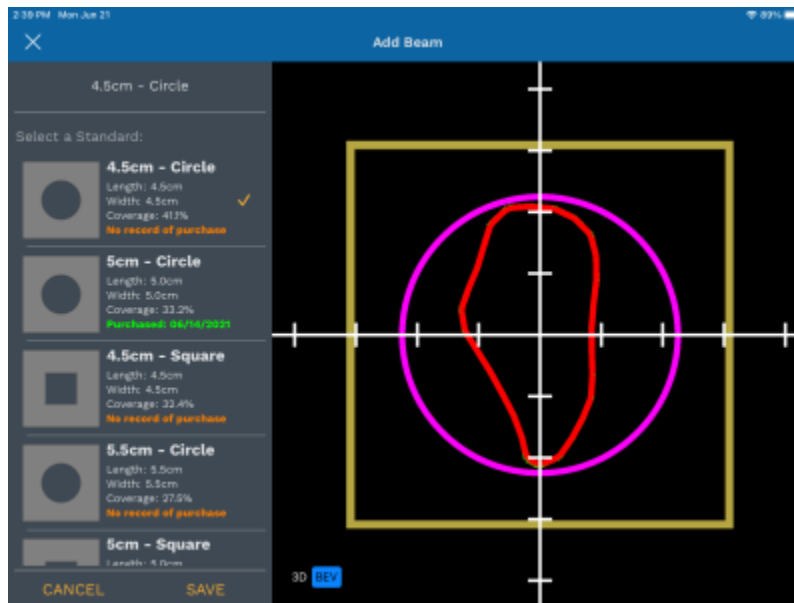 2:39 PM Mon Jun 21
89%
Add Beam
4.5cm - Circle
Select a Standard:
4.5cm - Circle
Length: 4.5cm
Width: 4.5cm
Coverage: 41.1%
No record of purchase
5cm - Circle
Length: 5.0cm
Width: 5.0cm
Coverage: 33.2%
Purchased: 06/14/2021
4.5cm - Square
Length: 4.5cm
Width: 4.5cm
Coverage: 32.4%
No record of purchase
5.5cm - Circle
Length: 5.5cm
Width: 5.5cm
Coverage: 27.5%
No record of purchase
5cm - Square
Length: 5.0cm
CANCEL
SAVE
3D BEV